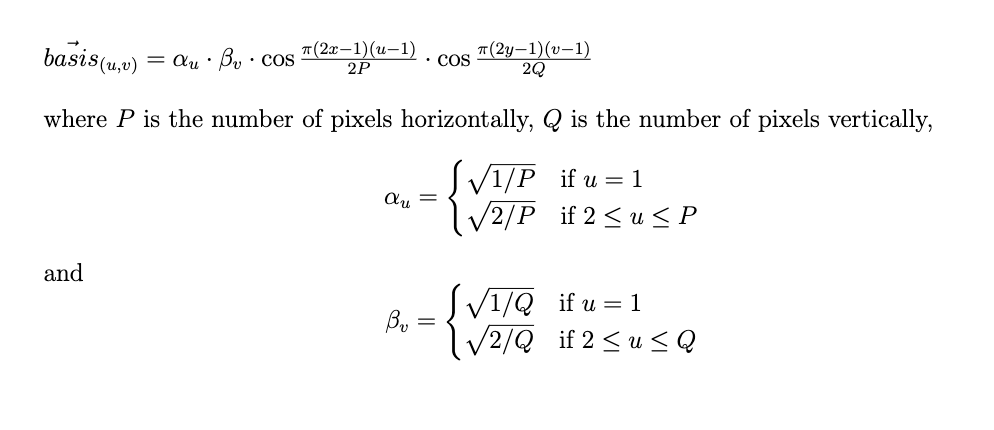 $\vec{basis}_{(u,v)} = \alpha_u \cdot \beta_v \cdot \cos \frac{\pi(2x-1)(u-1)}{2P} \cdot \cos \frac{\pi(2y-1)(v-1)}{2Q}$
where $P$ is the number of pixels horizontally, $Q$ is the number of pixels vertically,
$\alpha_u = \begin{cases} \sqrt{1/P} & \text{if } u = 1 \\ \sqrt{2/P} & \text{if } 2 \leq u \leq P \end{cases}$
and
$\beta_v = \begin{cases} \sqrt{1/Q} & \text{if } u = 1 \\ \sqrt{2/Q} & \text{if } 2 \leq u \leq Q \end{cases}$